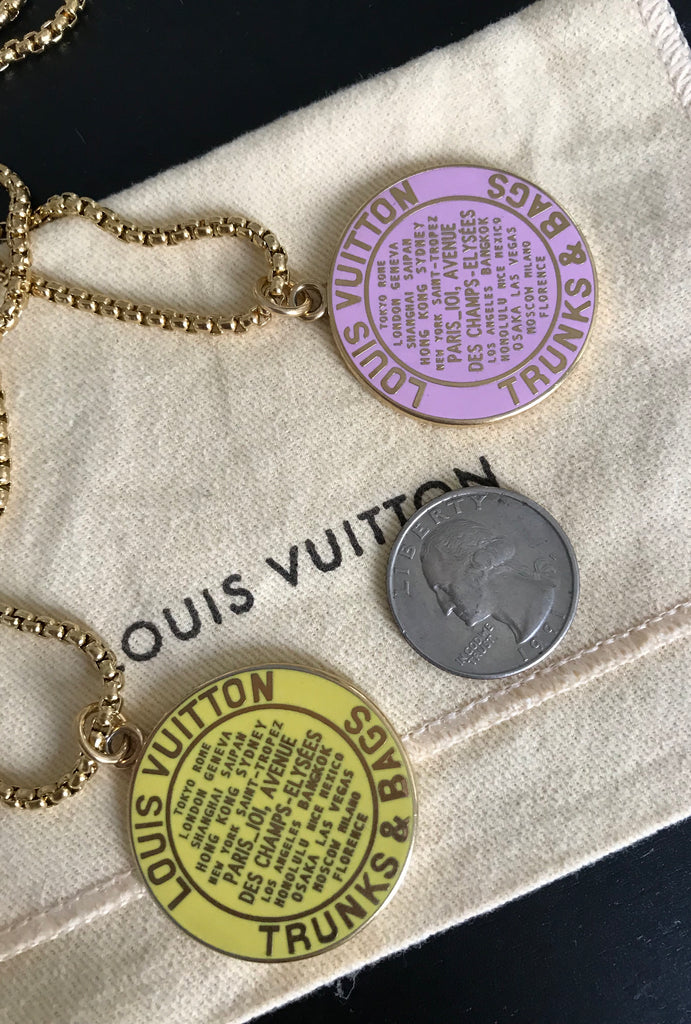 LOUIS VUITTON
TRUNKS & BAGS
TOKYO ROME
LONDON GENEVA
SHANGHAI SAIPAN
HONG KONG SYDNEY
NEW YORK SAINT-TROPEZ
PARIS_101, AVENUE
DES CHAMPS-ELYSÉES
LOS ANGELES BANGKOK
HONOLULU NICE MEXICO
OSAKA LAS VEGAS
MOSCOW MILANO
FLORENCE
OUIS VUITTON
LIBERTY
IN GOD WE
TRUST
LOUIS VUITTON
TRUNKS & BAGS
TOKYO ROME
LONDON GENEVA
SHANGHAI SAIPAN
HONG KONG SYDNEY
NEW YORK SAINT-TROPEZ
PARIS_101, AVENUE
DES CHAMPS-ELYSÉES
LOS ANGELES BANGKOK
HONOLULU NICE MEXICO
OSAKA LAS VEGAS
MOSCOW MILANO
FLORENCE